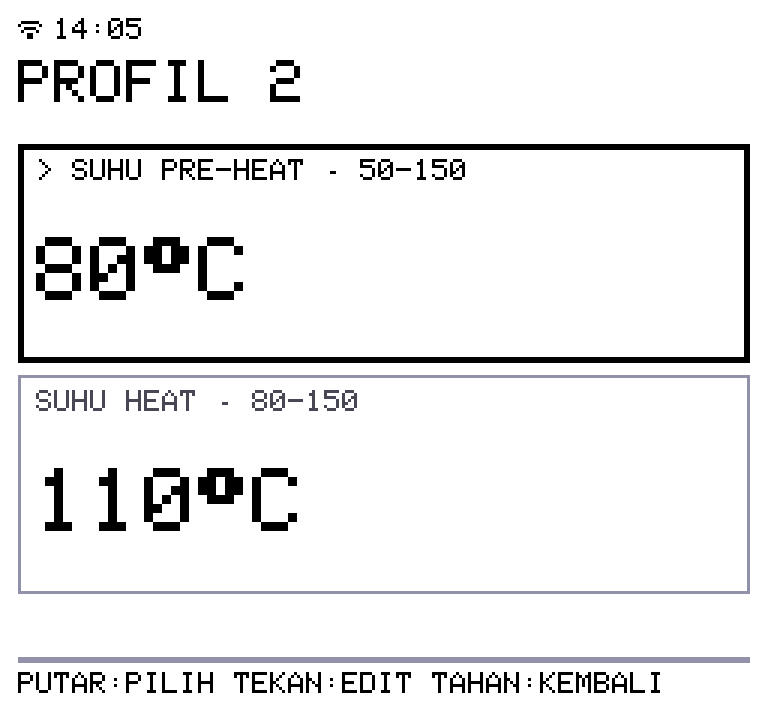 14:05
PROFIL 2
> SUHU PRE-HEAT - 50-150
80°C
SUHU HEAT - 80-150
110°C
PUTAR:PILIH TEKAN:EDIT TAHAN:KEMBALI